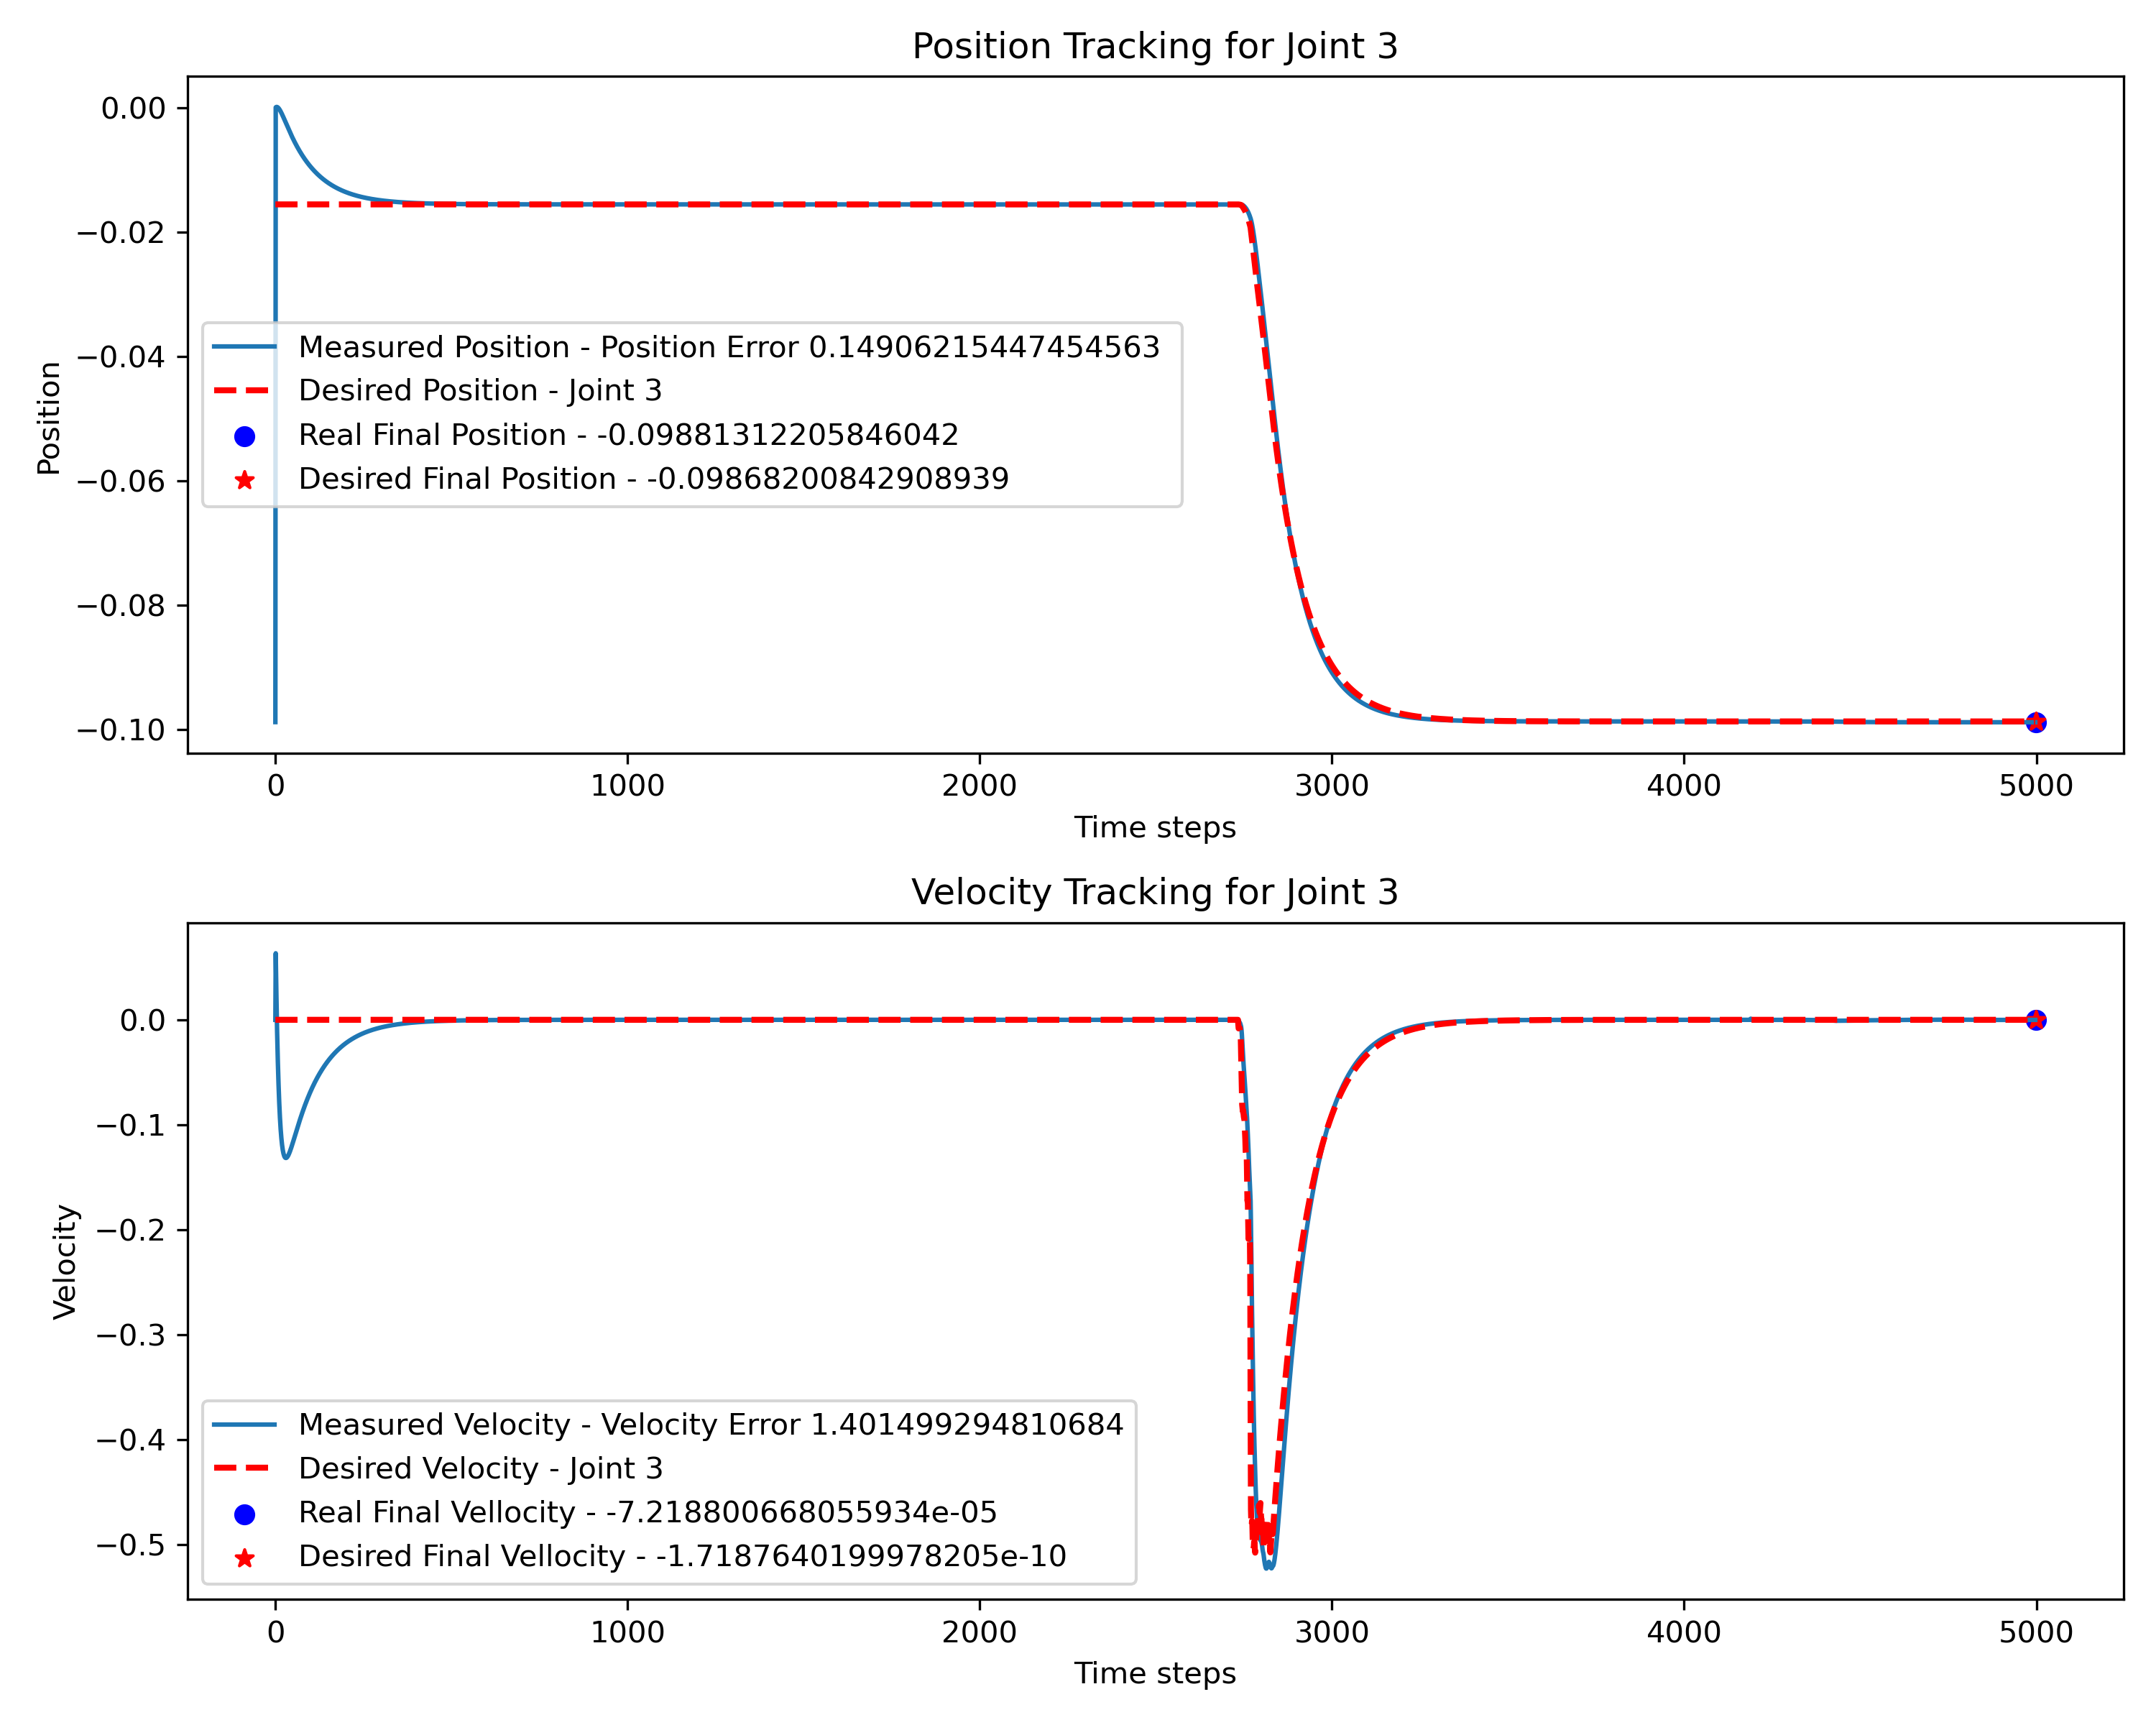 Position Tracking for Joint 3
0.00
−0.02
−0.04
−0.06
−0.08
−0.10
Position
Measured Position - Position Error 0.14906215447454563
Desired Position - Joint 3
Real Final Position - -0.09881312205846042
Desired Final Position - -0.09868200842908939
0 1000 2000 3000 4000 5000
Time steps
Velocity Tracking for Joint 3
0.0
−0.1
−0.2
−0.3
−0.4
−0.5
Velocity
Measured Velocity - Velocity Error 1.401499294810684
Desired Velocity - Joint 3
Real Final Vellocity - -7.218800668055934e-05
Desired Final Vellocity - -1.7187640199978205e-10
0 1000 2000 3000 4000 5000
Time steps